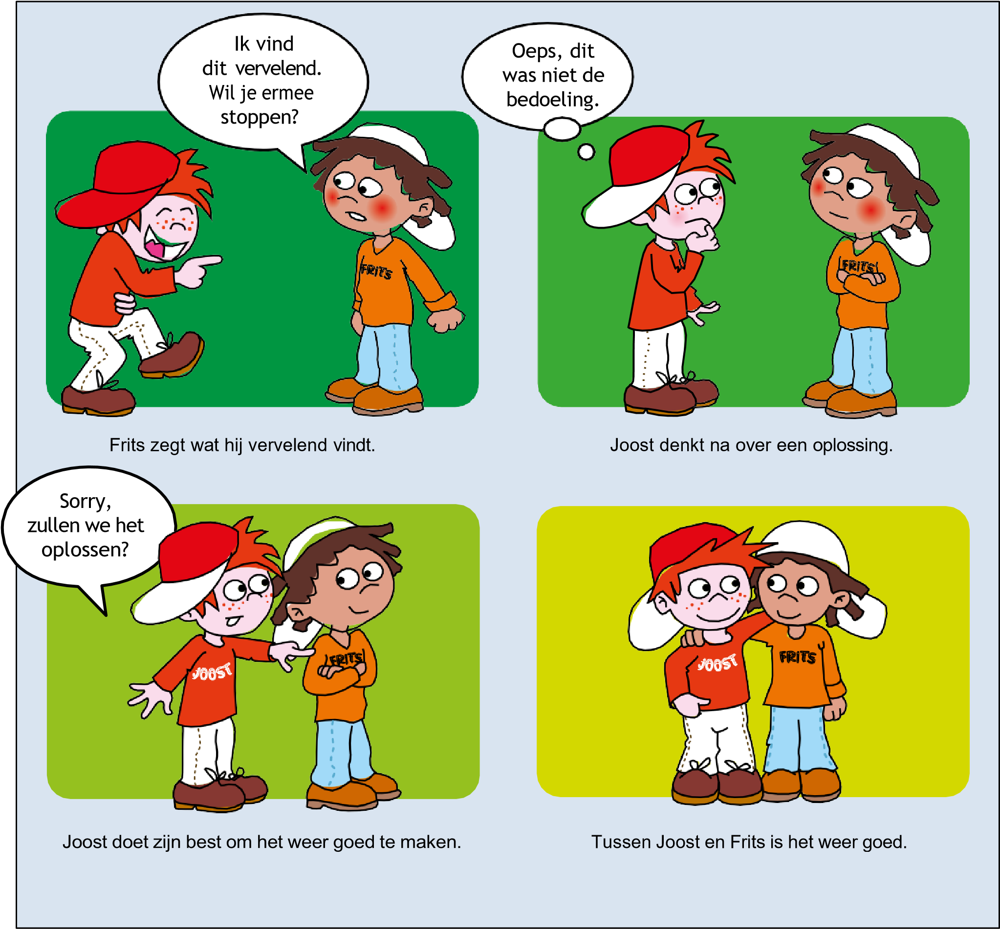 Ik vind
dit vervelend.
Wil je ermee
stoppen?
Oeps, dit
was niet de
bedoeling.
FRITS
FRITS
Frits zegt wat hij vervelend vindt.
Joost denkt na over een oplossing.
Sorry,
zullen we het
oplossen?
JOOST
FRITS
JOOST
FRITS
Joost doet zijn best om het weer goed te maken.
Tussen Joost en Frits is het weer goed.